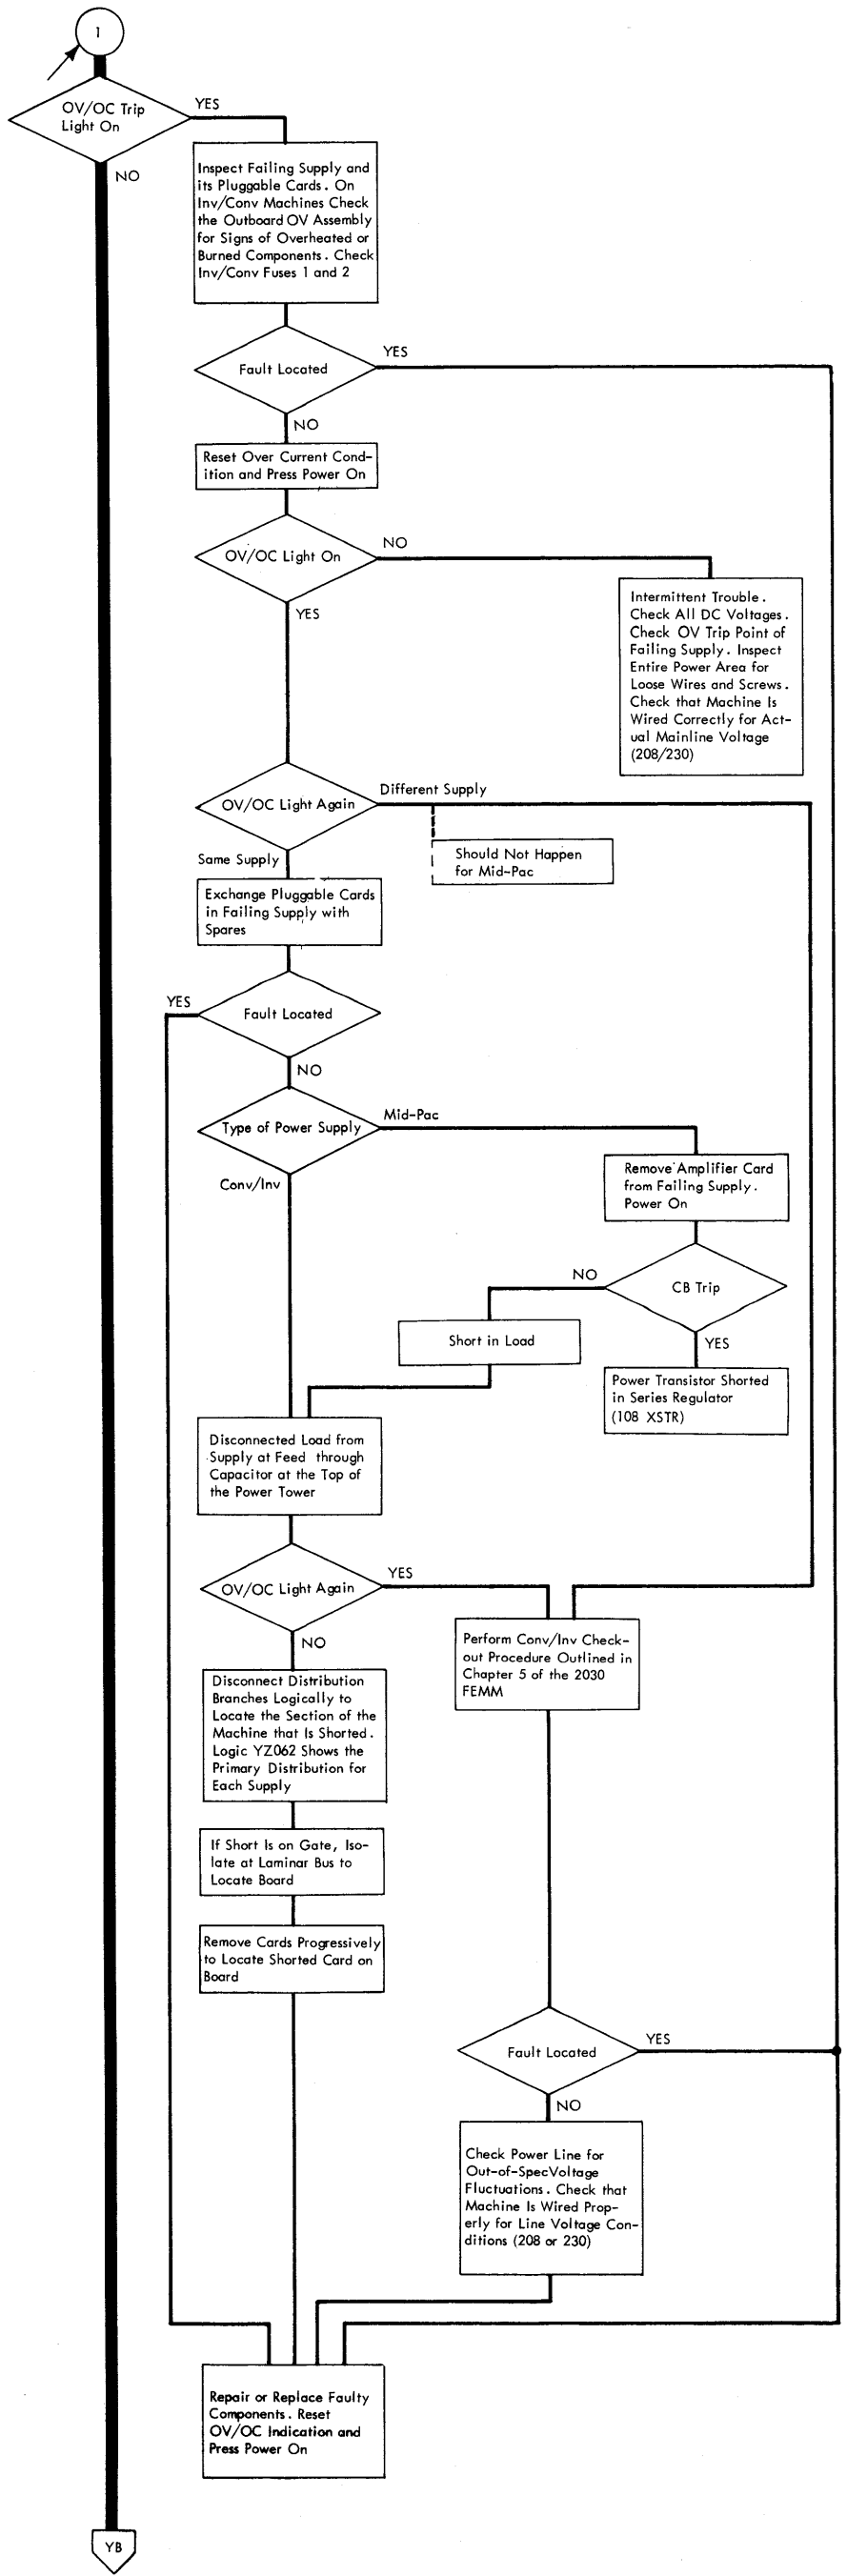 1
OV/OC Trip
Light On
YES
NO
Inspect Failing Supply and
its Pluggable Cards. On
Inv/Conv Machines Check
the Outboard OV Assembly
for Signs of Overheated or
Burned Components. Check
Inv/Conv Fuses 1 and 2
Fault Located
YES
NO
Reset Over Current Cond-
ition and Press Power On
OV/OC Light On
NO
YES
Intermittent Trouble.
Check All DC Voltages.
Check OV Trip Point of
Failing Supply. Inspect
Entire Power Area for
Loose Wires and Screws.
Check that Machine Is
Wired Correctly for Act-
ual Mainline Voltage
(208/230)
OV/OC Light Again
Different Supply
Same Supply
Should Not Happen
for Mid-Pac
Exchange Pluggable Cards
in Failing Supply with
Spares
YES
Fault Located
NO
Type of Power Supply
Mid-Pac
Conv/Inv
Remove Amplifier Card
from Failing Supply.
Power On
CB Trip
NO
YES
Short in Load
Power Transistor Shorted
in Series Regulator
(108 XSTR)
Disconnected Load from
Supply at Feed through
Capacitor at the Top of
the Power Tower
OV/OC Light Again
YES
NO
Perform Conv/Inv Check-
out Procedure Outlined in
Chapter 5 of the 2030
FEMM
Disconnect Distribution
Branches Logically to
Locate the Section of the
Machine that Is Shorted.
Logic YZ062 Shows the
Primary Distribution for
Each Supply
If Short Is on Gate, Iso-
late at Laminar Bus to
Locate Board
Remove Cards Progressively
to Locate Shorted Card on
Board
Fault Located
YES
NO
Check Power Line for
Out-of-SpecVoltage
Fluctuations. Check that
Machine Is Wired Prop-
erly for Line Voltage Con-
ditions (208 or 230)
Repair or Replace Faulty
Components. Reset
OV/OC Indication and
Press Power On
YB